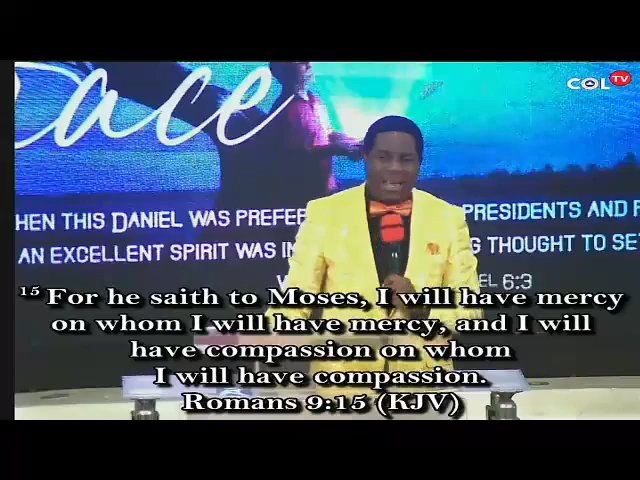 COL TV
ace
HEN THIS DANIEL WAS PREFER PRESIDENTS AND
AN EXCELLENT SPIRIT WAS IN G THOUGHT TO SET
EL 6:3
15 For he saith to Moses, I will have mercy
on whom I will have mercy, and I will
have compassion on whom
I will have compassion.
Romans 9:15 (KJV)